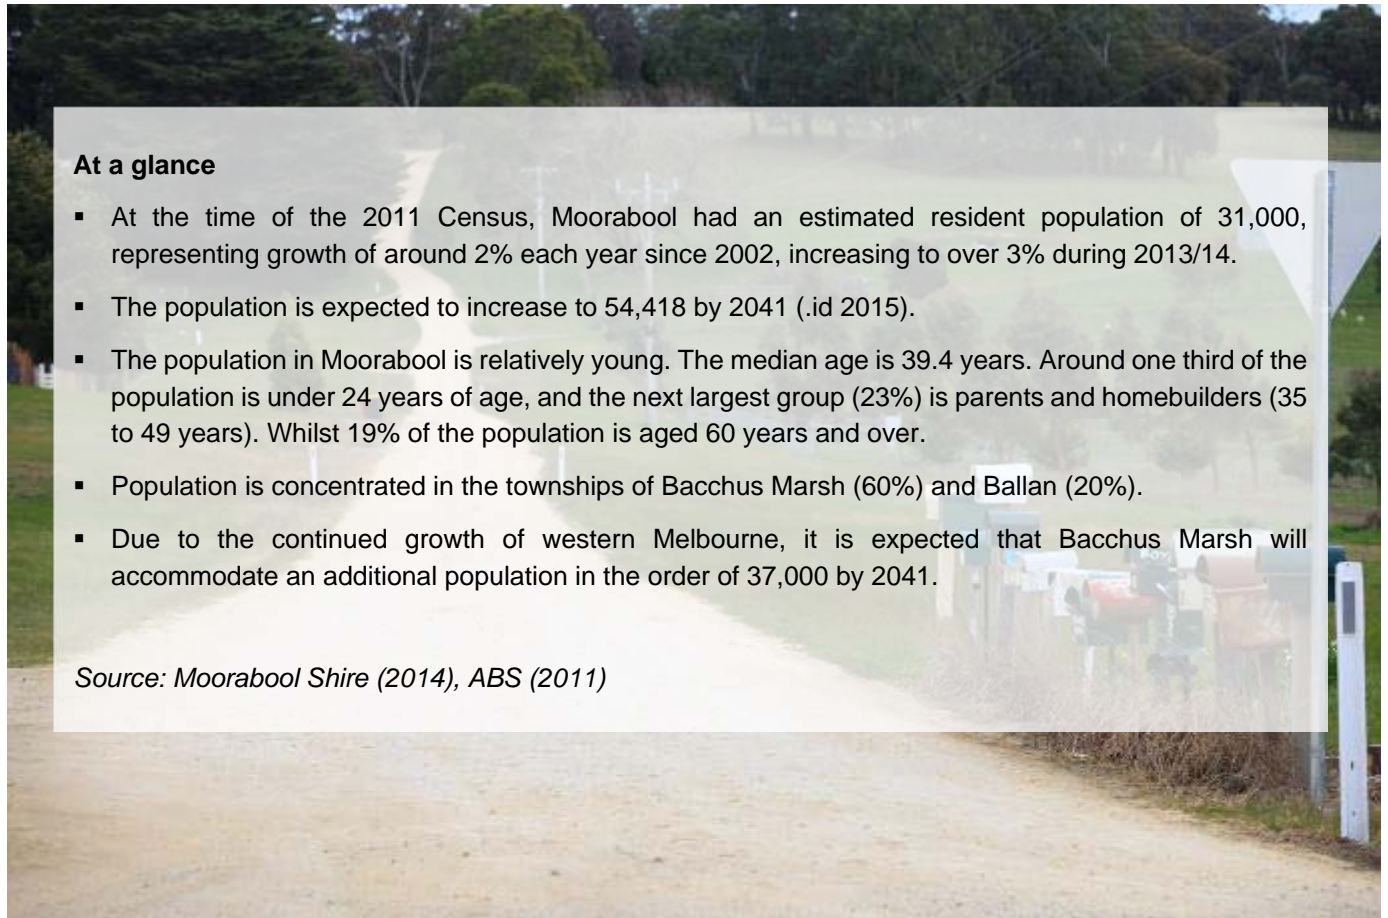 At a glance
▪ At the time of the 2011 Census, Moorabool had an estimated resident population of 31,000,
representing growth of around 2% each year since 2002, increasing to over 3% during 2013/14.
▪ The population is expected to increase to 54,418 by 2041 (.id 2015).
▪ The population in Moorabool is relatively young. The median age is 39.4 years. Around one third of the
population is under 24 years of age, and the next largest group (23%) is parents and homebuilders (35
to 49 years). Whilst 19% of the population is aged 60 years and over.
▪ Population is concentrated in the townships of Bacchus Marsh (60%) and Ballan (20%).
▪ Due to the continued growth of western Melbourne, it is expected that Bacchus Marsh will
accommodate an additional population in the order of 37,000 by 2041.
Source: Moorabool Shire (2014), ABS (2011)